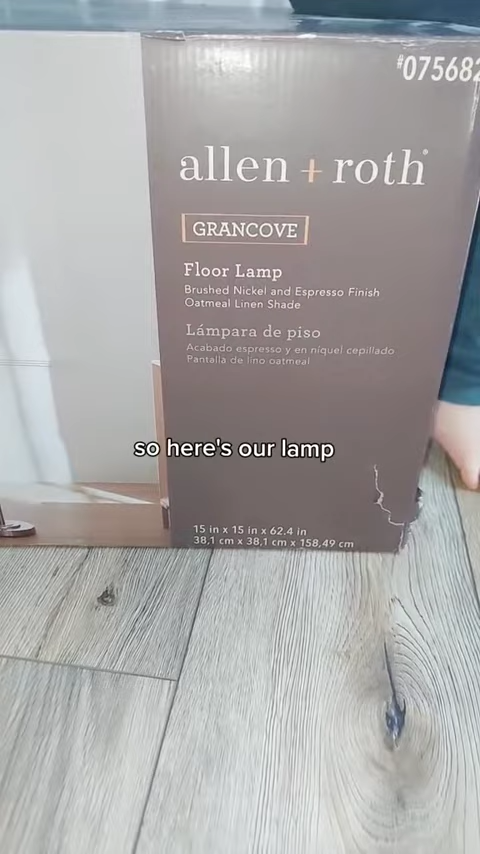 #075682
allen + roth®
GRANCOVE
Floor Lamp
Brushed Nickel and Espresso Finish
Oatmeal Linen Shade
Lámpara de piso
Acabado espresso y en níquel cepillado
Pantalla de lino oatmeal
so here's our lamp
15 in x 15 in x 62.4 in
38,1 cm x 38,1 cm x 158,49 cm